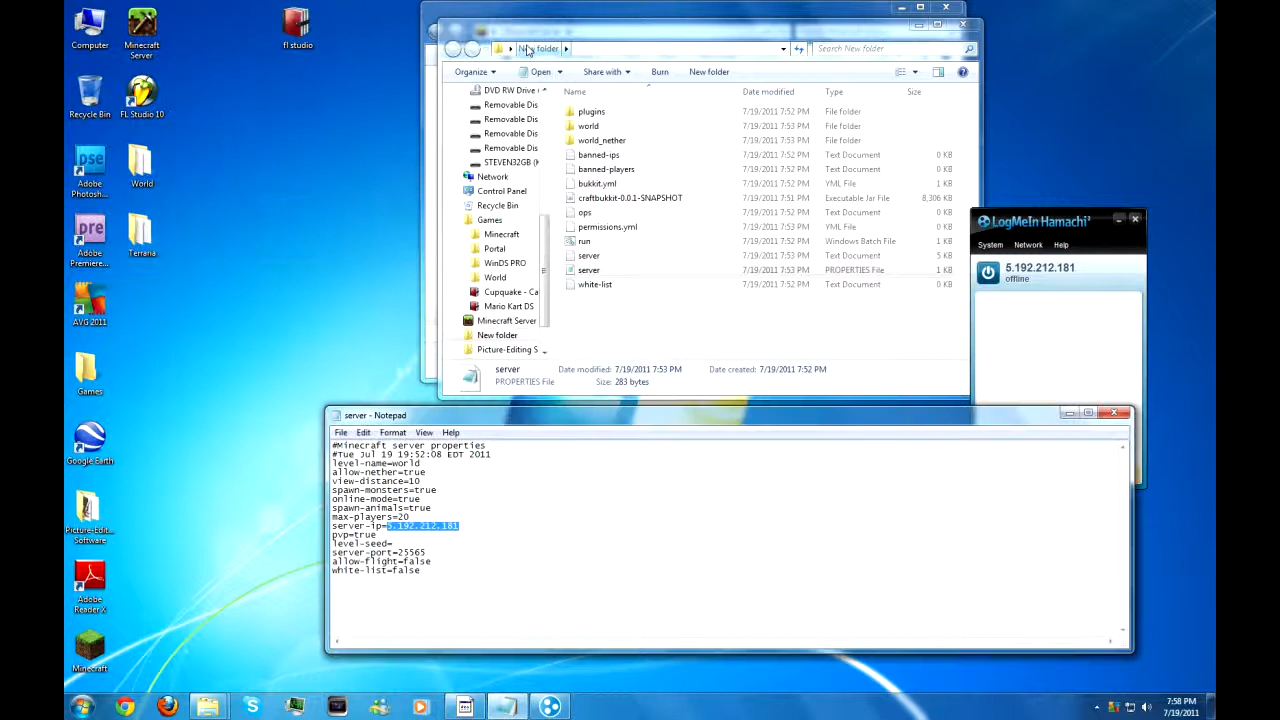 Computer
Minecraft Server
fl studio
Recycle Bin
FL Studio 10
Adobe Photosh...
World
Adobe Premiere...
Terraria
AVG 2011
Games
Google Earth
Picture-Edit... Software
Adobe Reader X
Minecraft
New folder
Search New folder
Organize Open Share with Burn New folder
Name Date modified Type Size
DVD RW Drive (
Removable Dis
Removable Dis
Removable Dis
Removable Dis
STEVEN32GB (
Network
Control Panel
Recycle Bin
Games
Minecraft
Portal
WinDS PRO
World
Cupquake - Ca
Mario Kart DS
Minecraft Server
New folder
Picture-Editing S
plugins 7/19/2011 7:52 PM File folder
world 7/19/2011 7:53 PM File folder
world_nether 7/19/2011 7:53 PM File folder
banned-ips 7/19/2011 7:52 PM Text Document 0 KB
banned-players 7/19/2011 7:52 PM Text Document 0 KB
bukkit.yml 7/19/2011 7:52 PM YML File 1 KB
craftbukkit-0.0.1-SNAPSHOT 7/19/2011 7:51 PM Executable Jar File 8,306 KB
ops 7/19/2011 7:52 PM Text Document 0 KB
permissions.yml 7/19/2011 7:52 PM YML File 0 KB
run 7/19/2011 7:52 PM Windows Batch File 1 KB
server 7/19/2011 7:53 PM Text Document 5 KB
server 7/19/2011 7:53 PM PROPERTIES File 1 KB
white-list 7/19/2011 7:52 PM Text Document 0 KB
server Date modified: 7/19/2011 7:53 PM Date created: 7/19/2011 7:52 PM
PROPERTIES File Size: 283 bytes
LogMeIn Hamachi²
System Network Help
5.192.212.181
offline
server - Notepad
File Edit Format View Help
#Minecraft server properties
#Tue Jul 19 19:52:08 EDT 2011
level-name=world
allow-nether=true
view-distance=10
spawn-monsters=true
online-mode=true
spawn-animals=true
max-players=20
server-ip=5.192.212.181
pvp=true
level-seed=
server-port=25565
allow-flight=false
white-list=false
7:58 PM
7/19/2011